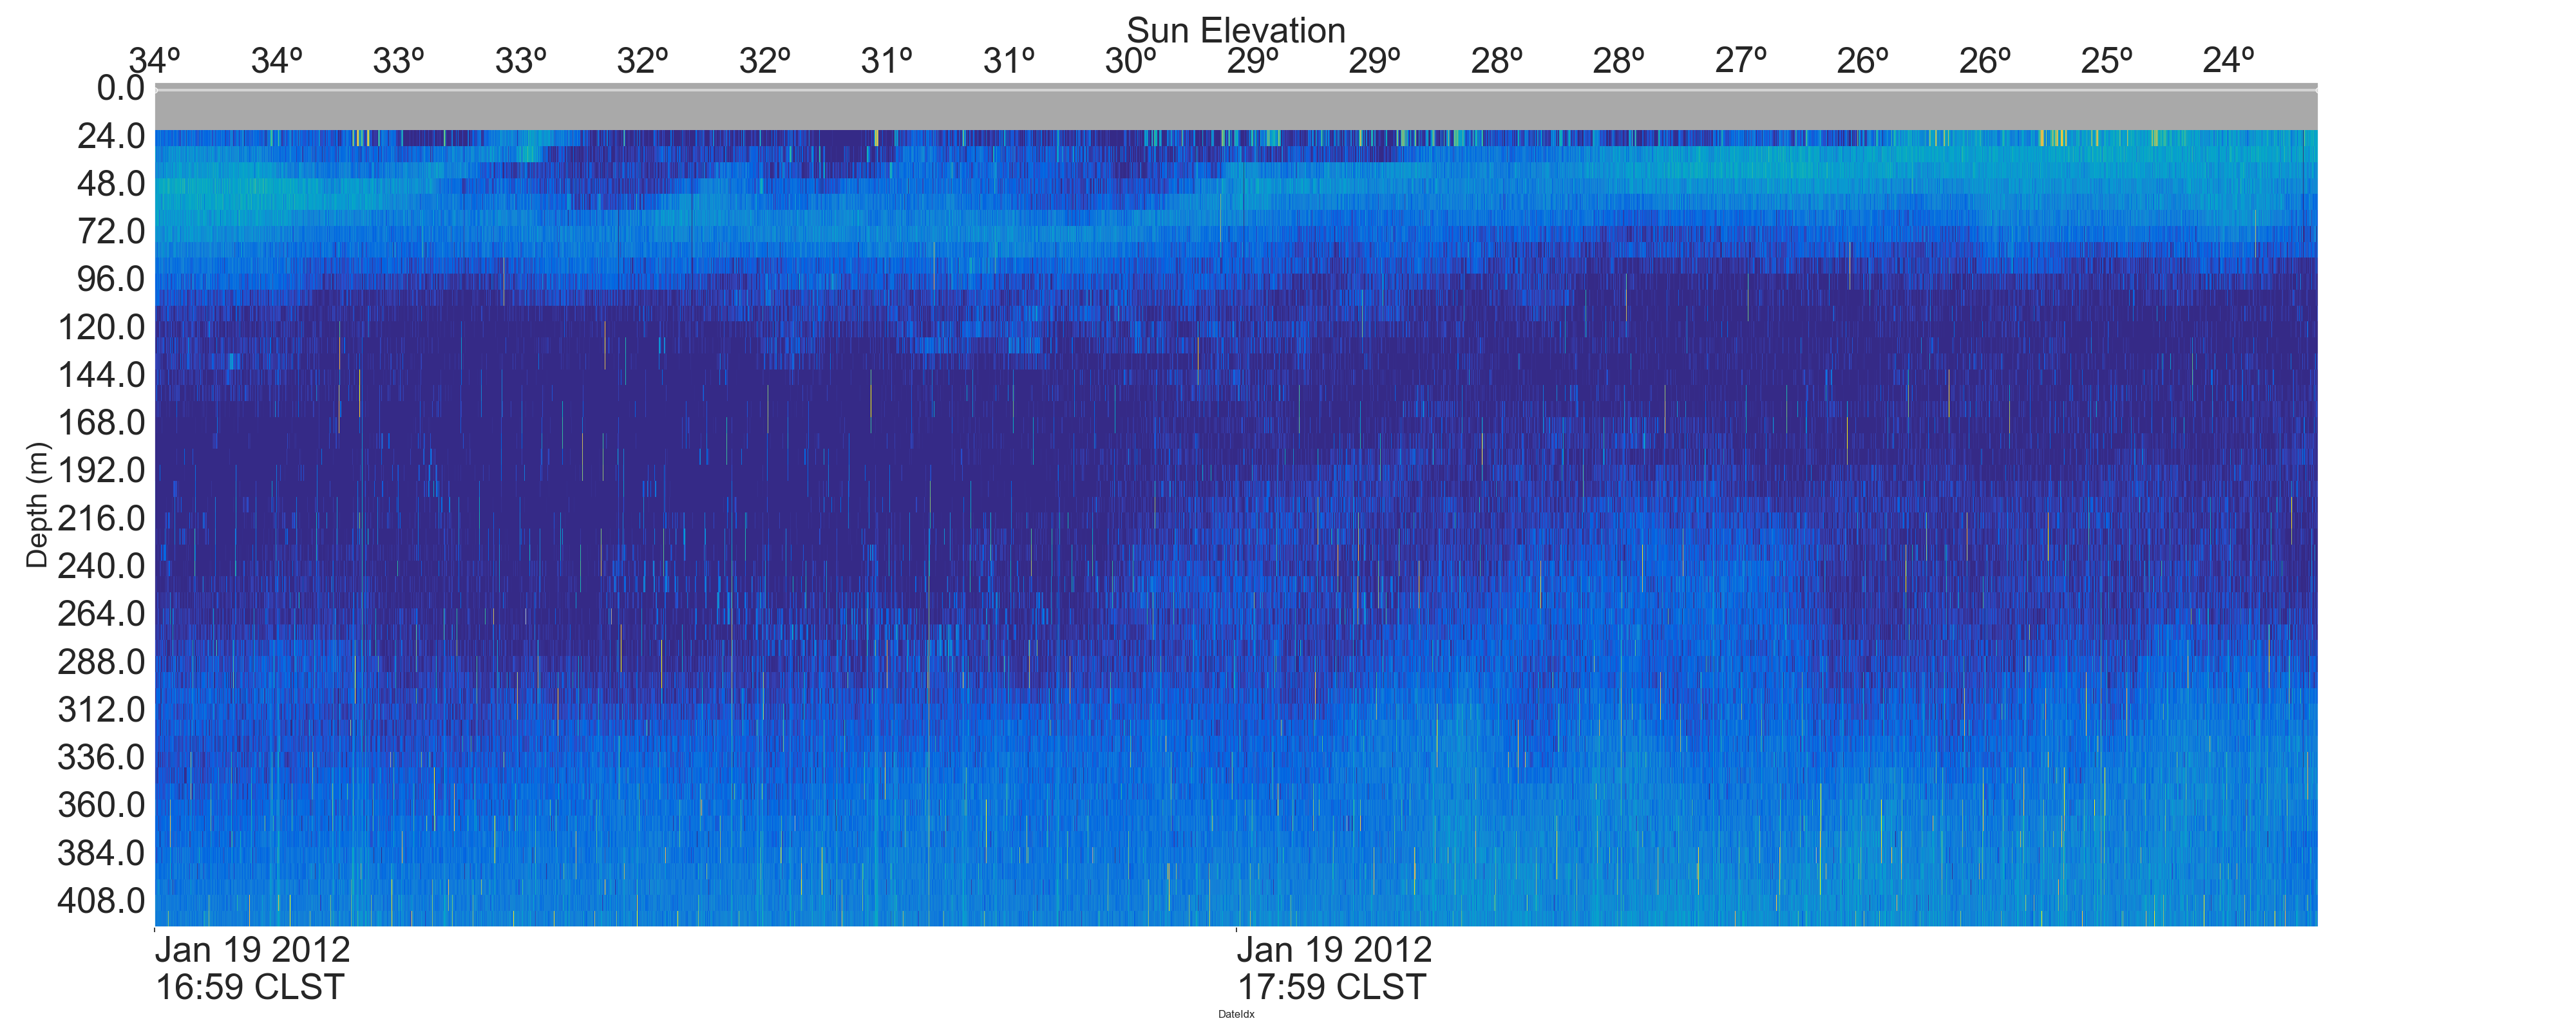 Sun Elevation
34º 34º 33º 33º 32º 32º 31º 31º 30º 29º 29º 28º 28º 27º 26º 26º 25º 24º
0.0
24.0
48.0
72.0
96.0
120.0
144.0
168.0
192.0
216.0
240.0
264.0
288.0
312.0
336.0
360.0
384.0
408.0
Depth (m)
Jan 19 2012
16:59 CLST
Jan 19 2012
17:59 CLST
DateIdx